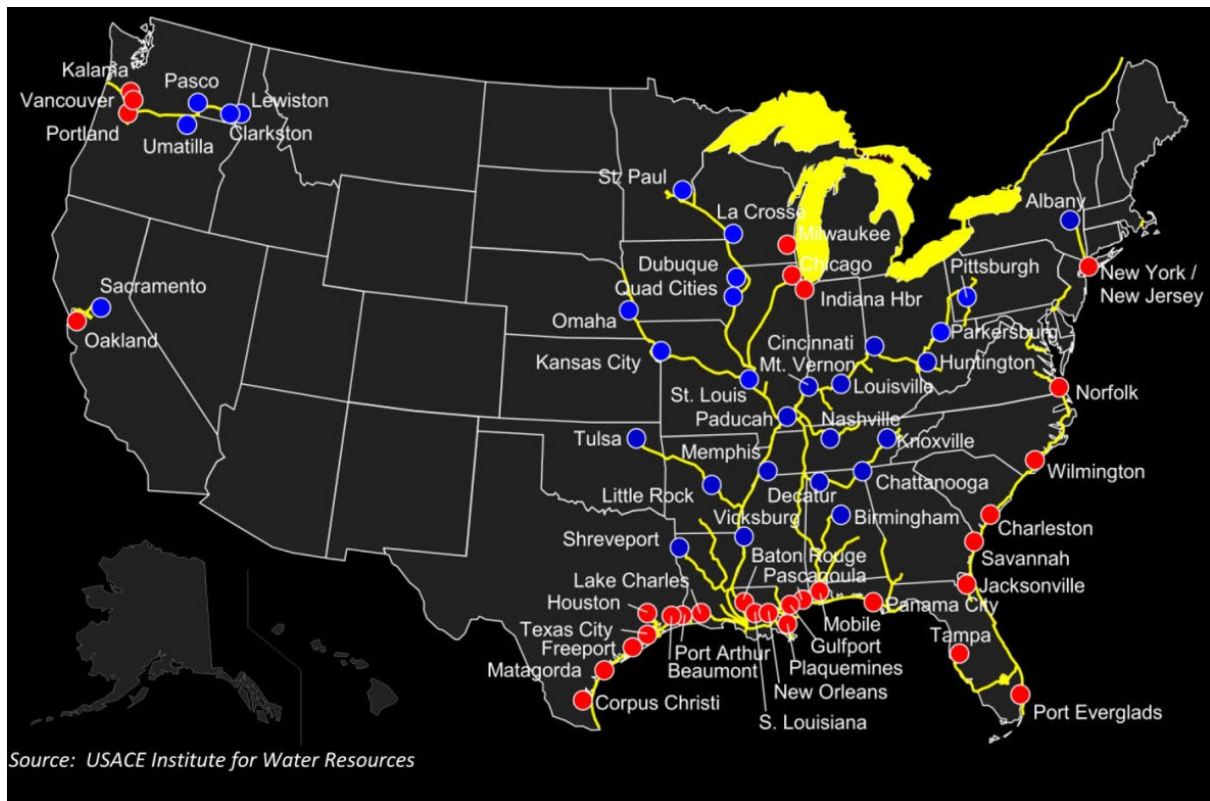 Kalama
Vancouver
Portland
Pasco
Umatilla
Lewiston
Clarkston
Sacramento
Oakland
St. Paul
La Crosse
Milwaukee
Chicago
Indiana Hbr
Dubuque
Quad Cities
Omaha
Kansas City
St. Louis
Albany
New York /
New Jersey
Pittsburgh
Parkersburg
Huntington
Cincinnati
Mt. Vernon
Louisville
Paducah
Nashville
Knoxville
Norfolk
Tulsa
Memphis
Little Rock
Decatur
Chattanooga
Wilmington
Vicksburg
Birmingham
Charleston
Shreveport
Savannah
Baton Rouge
Pascagoula
Lake Charles
Jacksonville
Houston
Panama City
Texas City
Mobile
Freeport
Gulfport
Tampa
Port Arthur
Plaquemines
Matagorda
Beaumont
New Orleans
Corpus Christi
S. Louisiana
Port Everglads
Source: USACE Institute for Water Resources